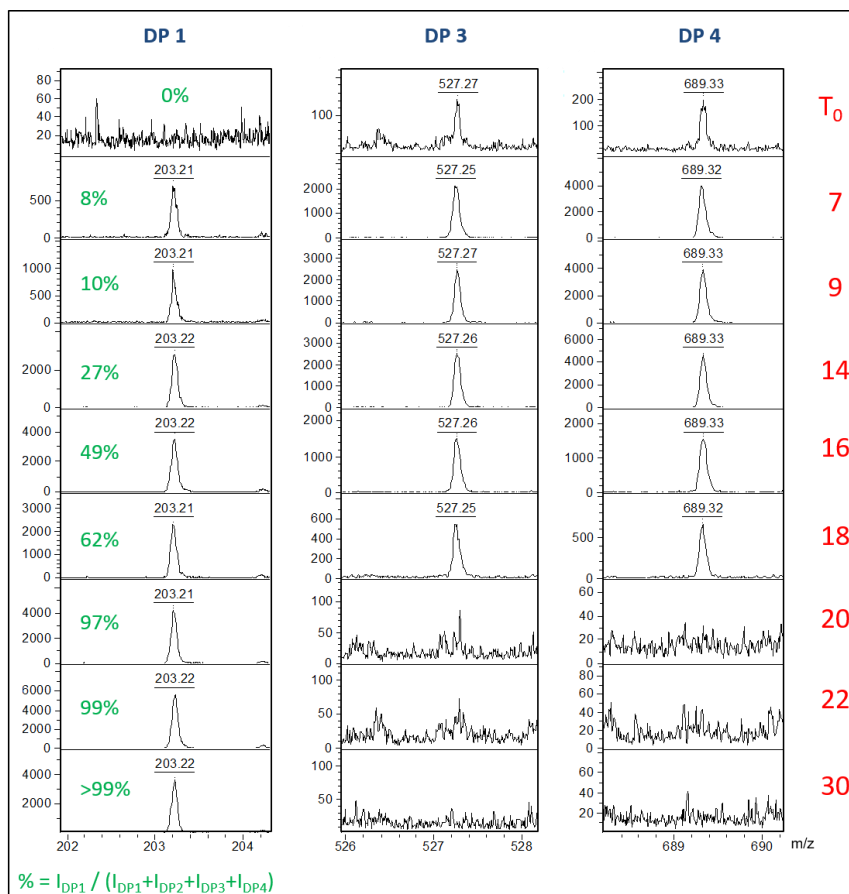 DP 1 DP 3 DP 4
80 60 40 20 0% 100 527.27 200 100 689.33 T0
500 0 8% 203.21 2000 1000 0 527.25 4000 2000 0 689.32 7
1000 500 0 10% 203.21 3000 2000 1000 0 527.27 4000 2000 0 689.33 9
2000 0 27% 203.22 3000 2000 1000 0 527.26 6000 4000 2000 0 689.33 14
4000 2000 0 49% 203.22 2000 1000 0 527.26 2000 1000 0 689.33 16
3000 2000 1000 0 62% 203.21 600 400 200 0 527.25 500 0 689.32 18
4000 2000 0 97% 203.21 100 50 0 60 40 20 0 20
6000 4000 2000 0 99% 203.22 100 50 0 80 60 40 20 0 22
4000 2000 >99% 203.22 100 50 80 60 40 20 30
202 203 204 526 527 528 689 690 m/z
% = IDP1 / (IDP1+IDP2+IDP3+IDP4)